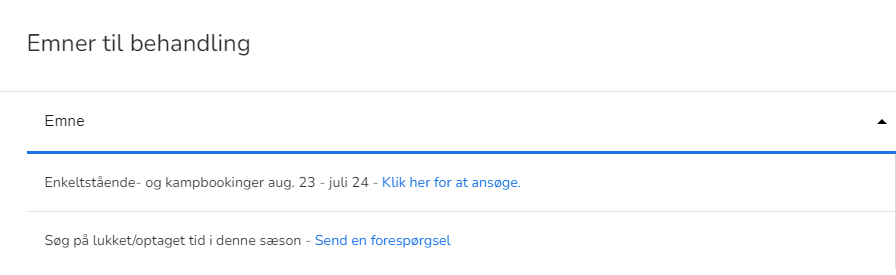 Emner til behandling
Emne
Enkeltstående- og kampbookinger aug. 23 - juli 24 - Klik her for at ansøge.
Søg på lukket/optaget tid i denne sæson - Send en forespørgsel